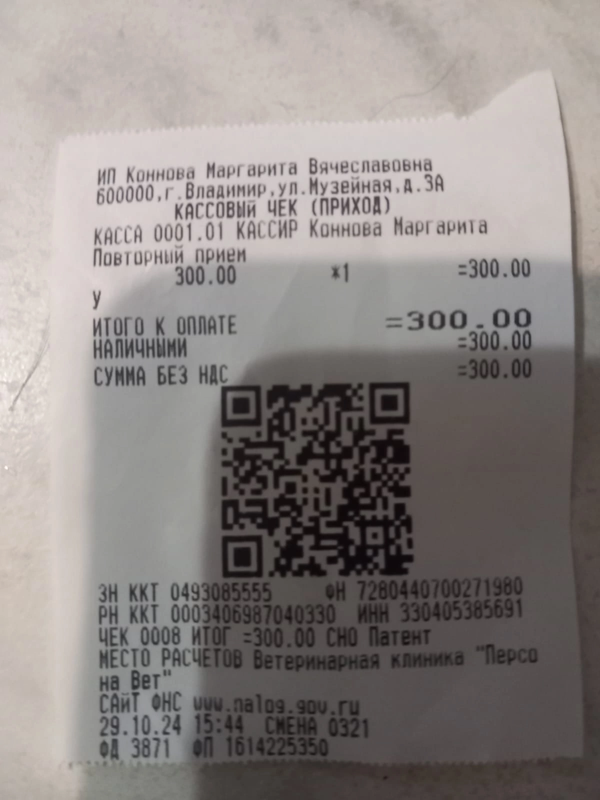 ИП Коннова Маргарита Вячеславовна
600000,г.Владимир,ул.Музейная,д.3А
КАССОВЫЙ ЧЕК (ПРИХОД)
КАССА 0001.01 КАССИР Коннова Маргарита
Повторный прием
300.00 *1 =300.00
У
ИТОГО К ОПЛАТЕ =300.00
НАЛИЧНЫМИ =300.00
СУММА БЕЗ НДС =300.00
ЗН ККТ 0493085555 ФН 7280440700271980
РН ККТ 0003406987040330 ИНН 330405385691
ЧЕК 0008 ИТОГ =300.00 СНО Патент
МЕСТО РАСЧЕТОВ Ветеринарная клиника "Персо
на Вет"
САЙТ ФНС www.nalog.gov.ru
29.10.24 15:44 СМЕНА 0321
ФД 3871 ФП 1614225350